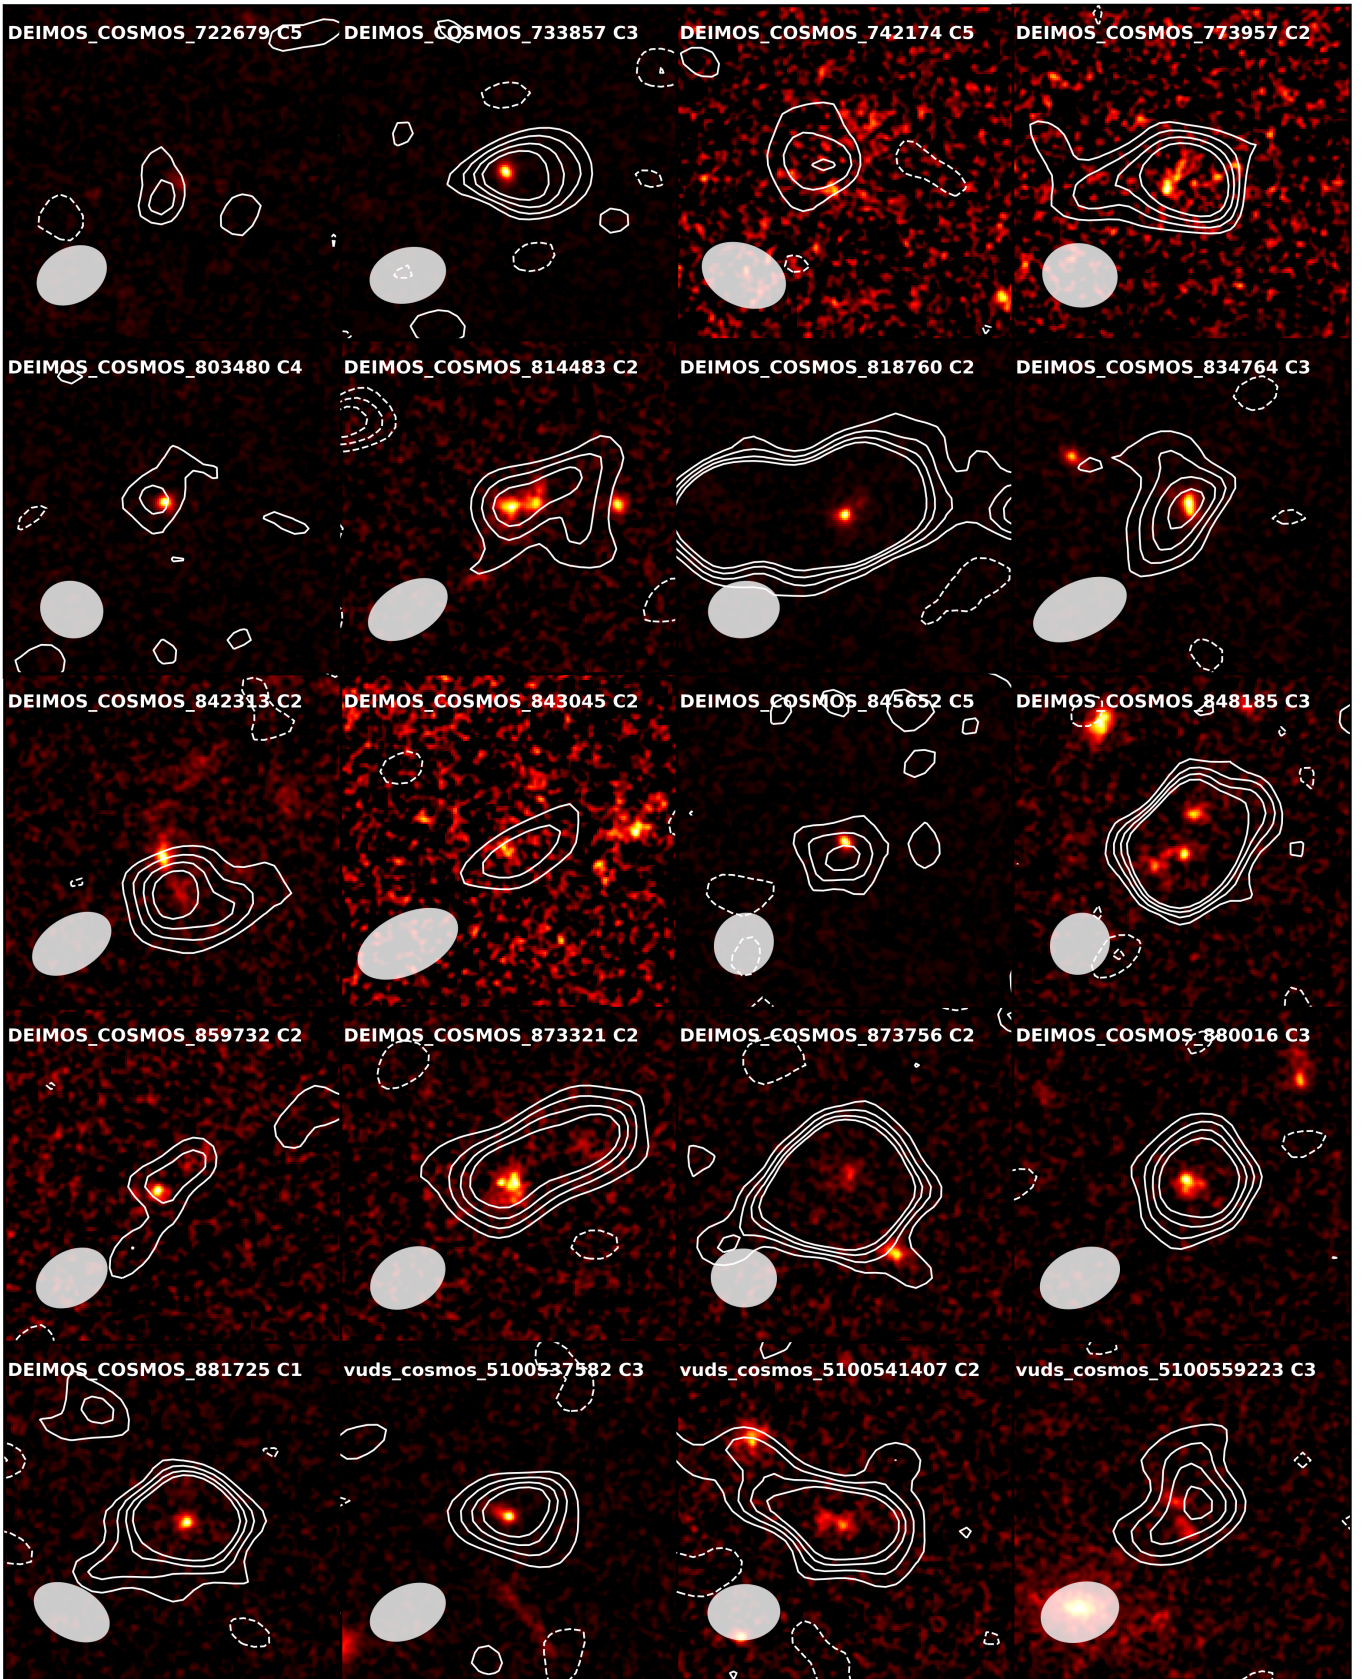 DEIMOS_COSMOS_722679 C5
DEIMOS_COSMOS_733857 C3
DEIMOS_COSMOS_742174 C5
DEIMOS_COSMOS_773957 C2
DEIMOS_COSMOS_803480 C4
DEIMOS_COSMOS_814483 C2
DEIMOS_COSMOS_818760 C2
DEIMOS_COSMOS_834764 C3
DEIMOS_COSMOS_842313 C2
DEIMOS_COSMOS_843045 C2
DEIMOS_COSMOS_845652 C5
DEIMOS_COSMOS_848185 C3
DEIMOS_COSMOS_859732 C2
DEIMOS_COSMOS_873321 C2
DEIMOS_COSMOS_873756 C2
DEIMOS_COSMOS_880016 C3
DEIMOS_COSMOS_881725 C1
vuds_cosmos_5100537582 C3
vuds_cosmos_5100541407 C2
vuds_cosmos_5100559223 C3